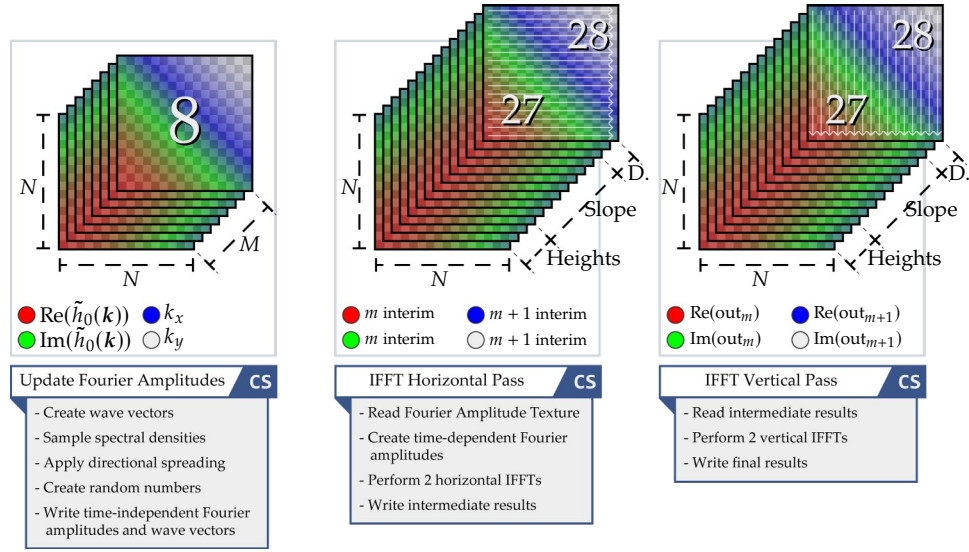 8
N
N
M
Re(h̃₀(k))
kₓ
Im(h̃₀(k))
k_y
Update Fourier Amplitudes
CS
- Create wave vectors
- Sample spectral densities
- Apply directional spreading
- Create random numbers
- Write time-independent Fourier
amplitudes and wave vectors
28
27
N
N
D.
Slope
Heights
m interim
m + 1 interim
m interim
m + 1 interim
IFFT Horizontal Pass
CS
- Read Fourier Amplitude Texture
- Create time-dependent Fourier
amplitudes
- Perform 2 horizontal IFFTs
- Write intermediate results
28
27
N
N
D.
Slope
Heights
Re(outₘ)
Re(outₘ₊₁)
Im(outₘ)
Im(outₘ₊₁)
IFFT Vertical Pass
CS
- Read intermediate results
- Perform 2 vertical IFFTs
- Write final results